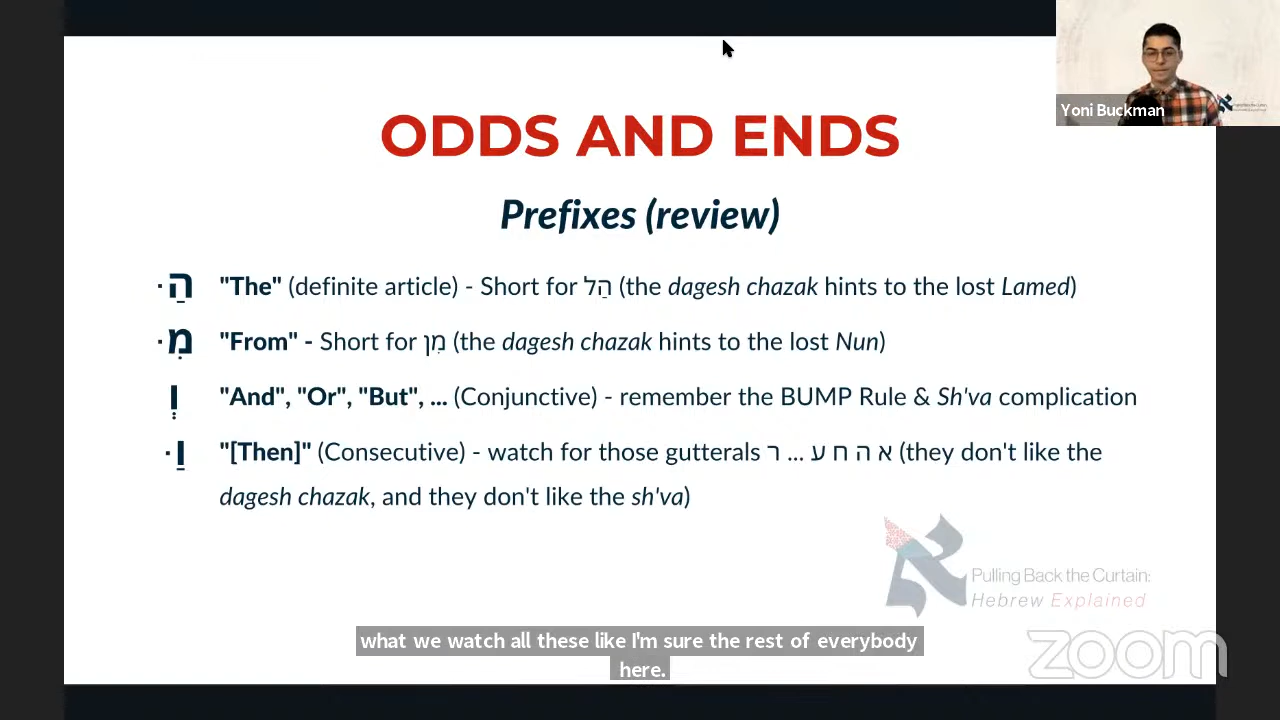 Yoni Buckman
ODDS AND ENDS
Prefixes (review)
הַ· "The" (definite article) - Short for הַל (the dagesh chazak hints to the lost Lamed)
מִ· "From" - Short for מִן (the dagesh chazak hints to the lost Nun)
וְ "And", "Or", "But", ... (Conjunctive) - remember the BUMP Rule & Sh'va complication
וַ· "[Then]" (Consecutive) - watch for those gutterals א ה ח ע ... ר (they don't like the
dagesh chazak, and they don't like the sh'va)
Pulling Back the Curtain:
Hebrew Explained
what we watch all these like I'm sure the rest of everybody
here.
zoom